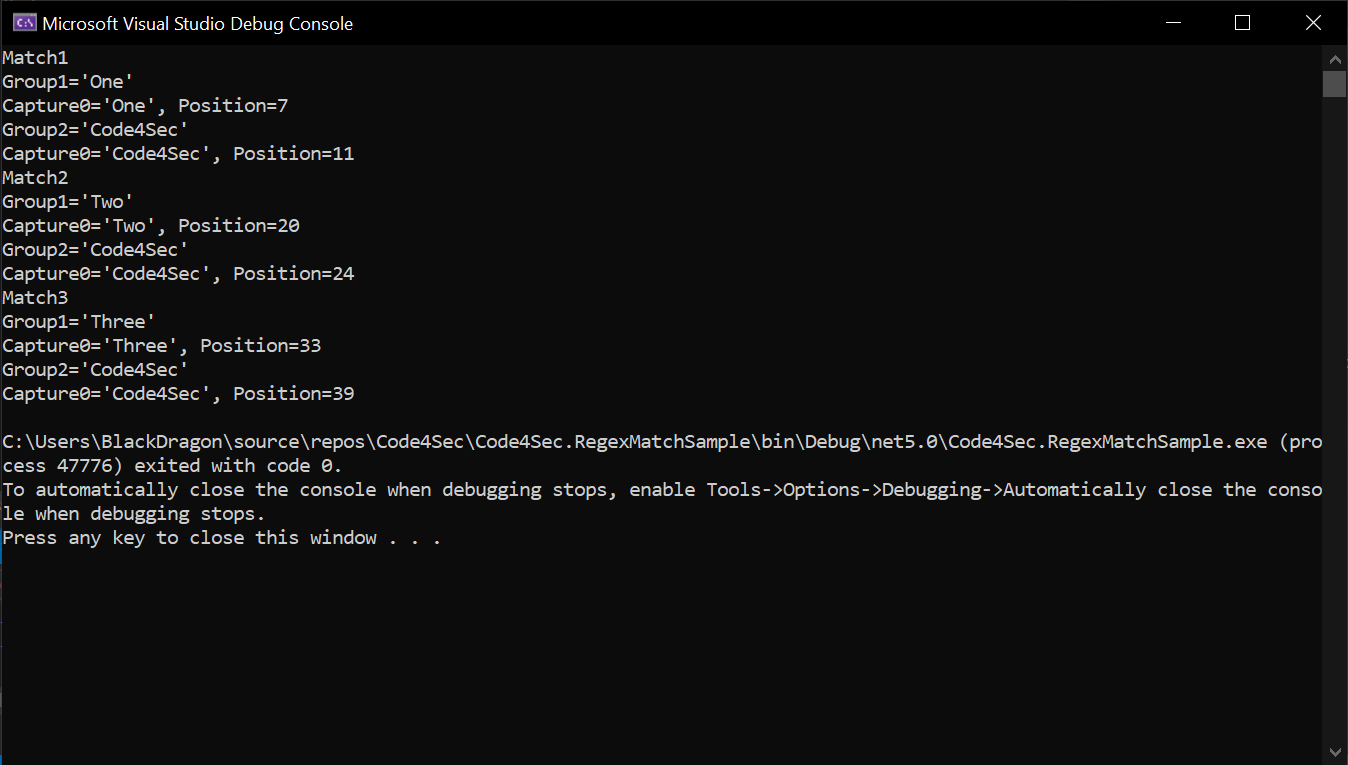 Microsoft Visual Studio Debug Console
Match1
Group1='One'
Capture0='One', Position=7
Group2='Code4Sec'
Capture0='Code4Sec', Position=11
Match2
Group1='Two'
Capture0='Two', Position=20
Group2='Code4Sec'
Capture0='Code4Sec', Position=24
Match3
Group1='Three'
Capture0='Three', Position=33
Group2='Code4Sec'
Capture0='Code4Sec', Position=39
C:\Users\BlackDragon\source\repos\Code4Sec\Code4Sec.RegexMatchSample\bin\Debug\net5.0\Code4Sec.RegexMatchSample.exe (pro
cess 47776) exited with code 0.
To automatically close the console when debugging stops, enable Tools->Options->Debugging->Automatically close the conso
le when debugging stops.
Press any key to close this window . . .